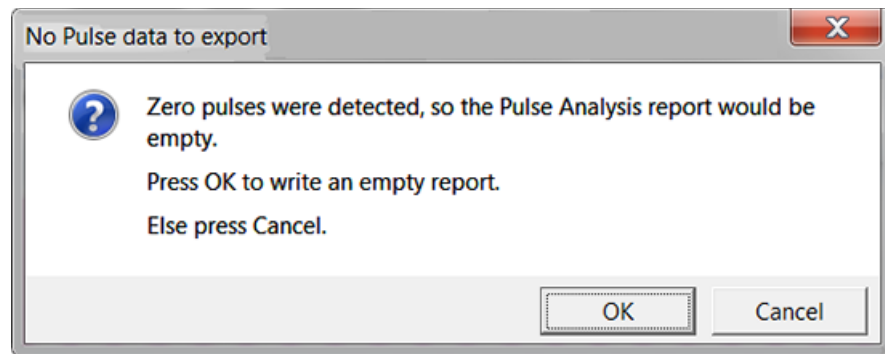 No Pulse data to export
Zero pulses were detected, so the Pulse Analysis report would be
empty.
Press OK to write an empty report.
Else press Cancel.
OK
Cancel